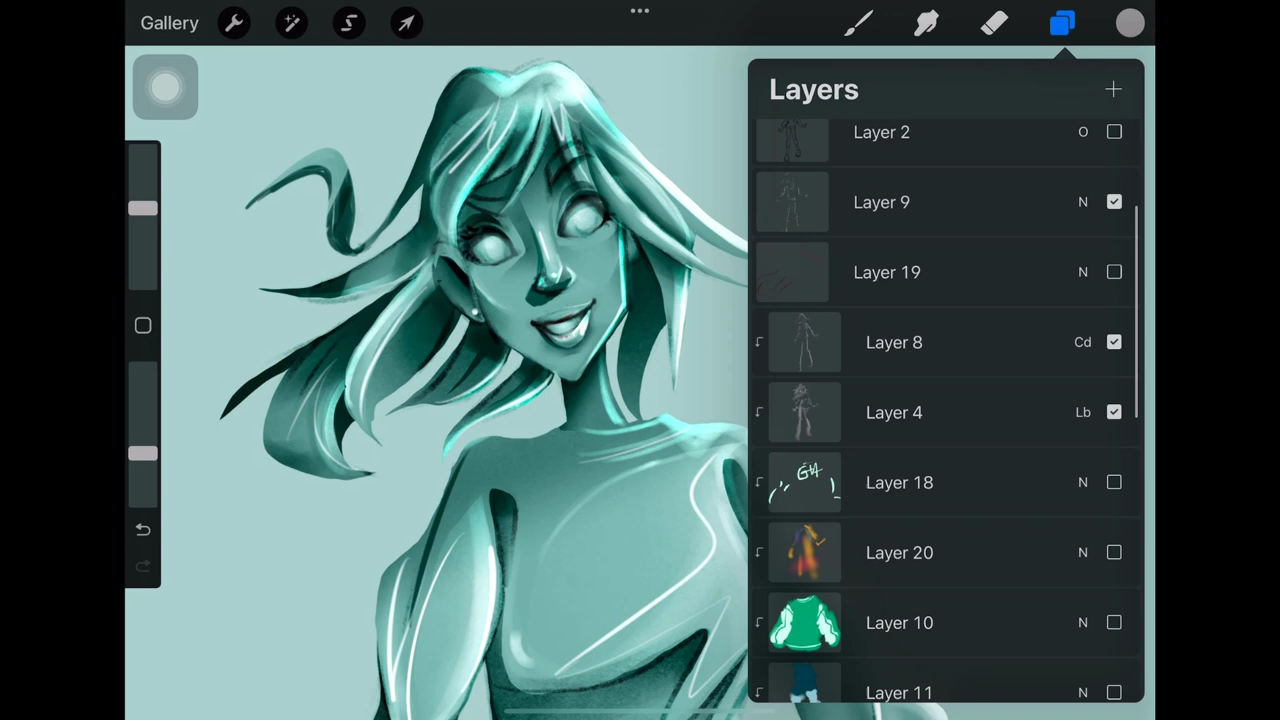 Gallery
Layers
Layer 2 O
Layer 9 N
Layer 19 N
Layer 8 Cd
Layer 4 Lb
Layer 18 N
Layer 20 N
Layer 10 N
Layer 11 N